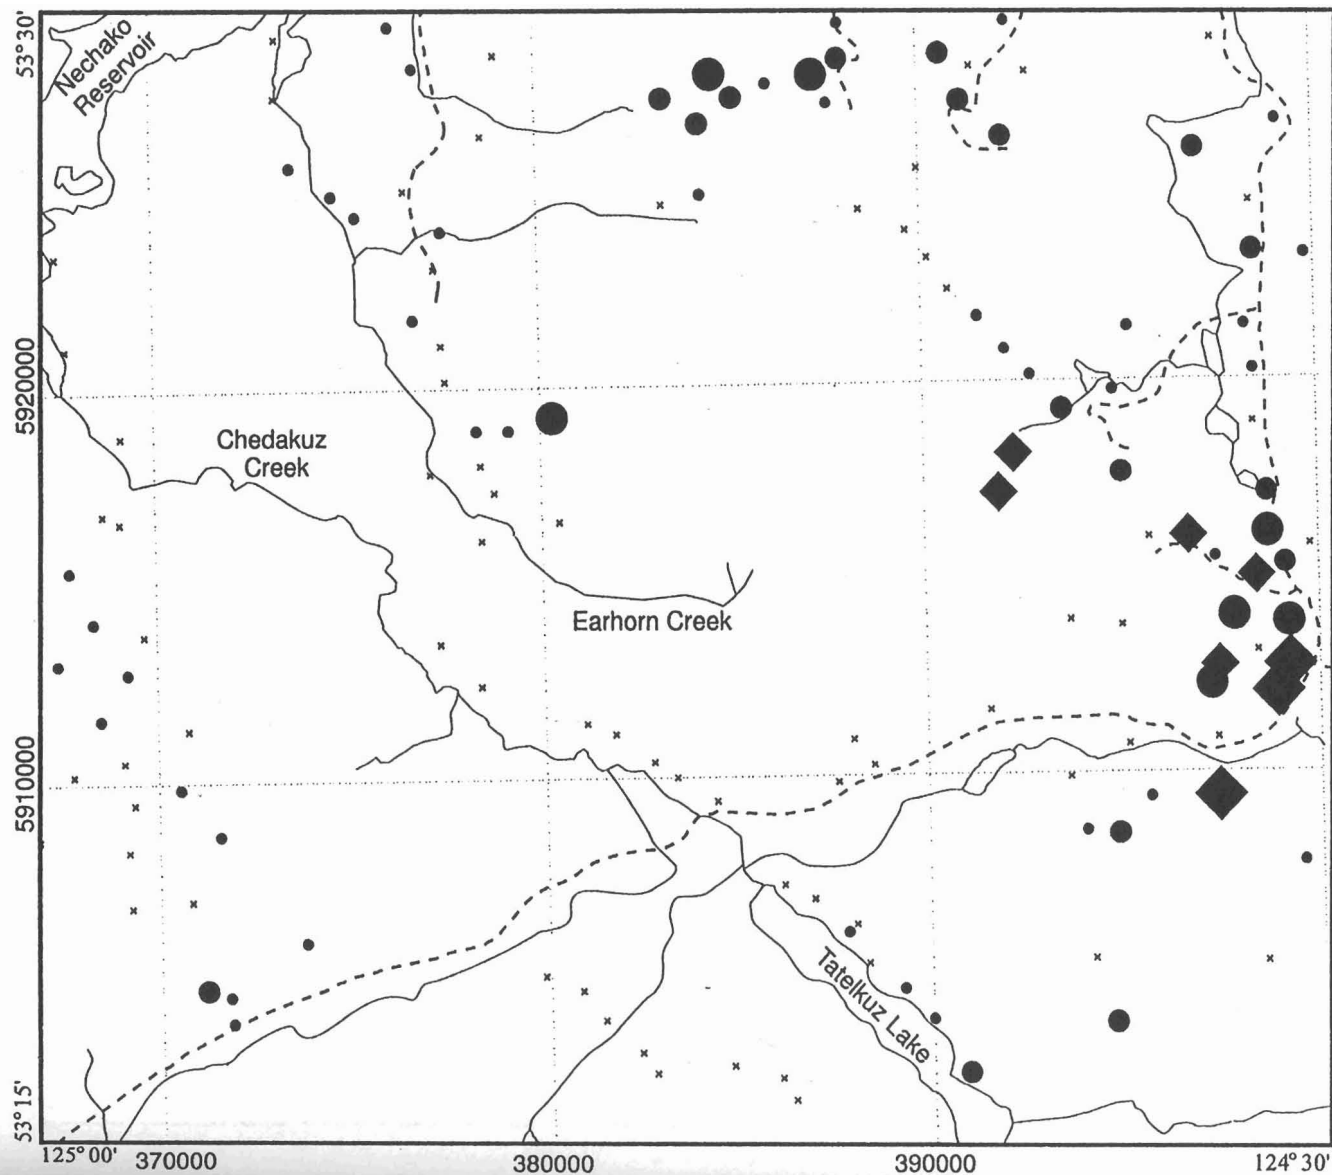 53° 30'
Nechako
Reservoir
5920000
Chedakuz
Creek
Earhorn Creek
5910000
Tatelkuz Lake
53° 15'
125° 00'
370000
380000
390000
124° 30'